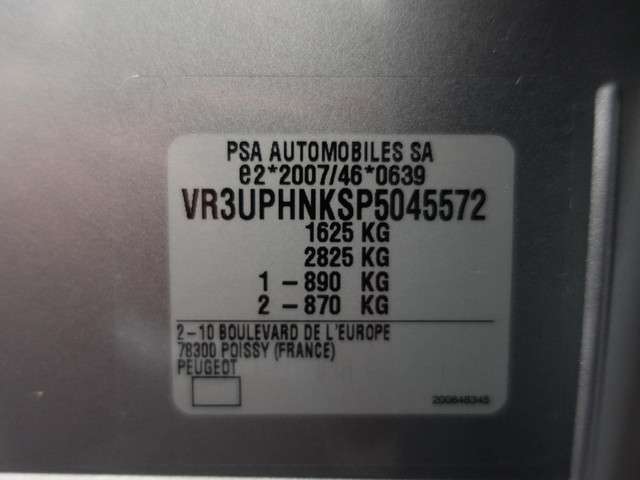 PSA AUTOMOBILES SA
e2*2007/46*0639
VR3UPHNKSP5045572
1625 KG
2825 KG
1 – 890 KG
2 – 870 KG
2–10 BOULEVARD DE L'EUROPE
78300 POISSY (FRANCE)
PEUGEOT
200648345